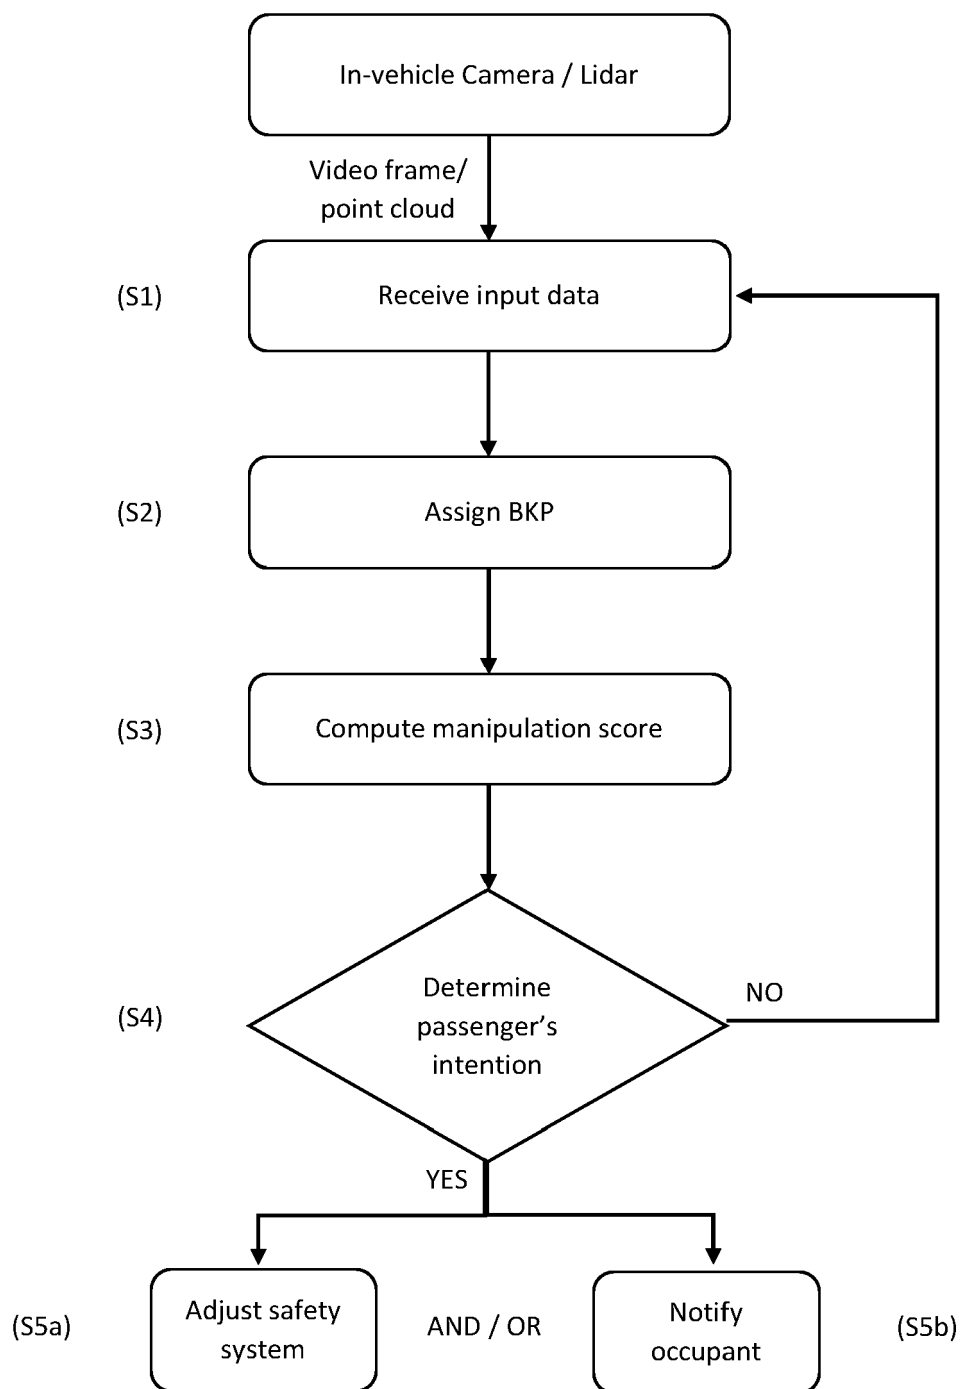 In-vehicle Camera / Lidar
Video frame/
point cloud
(S1)
Receive input data
(S2)
Assign BKP
(S3)
Compute manipulation score
(S4)
Determine
passenger's
intention
NO
YES
(S5a)
Adjust safety
system
AND / OR
Notify
occupant
(S5b)